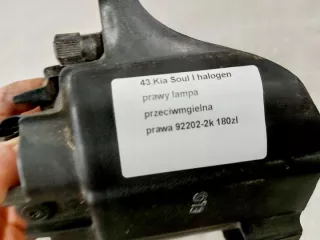 43 Kia Soul I halogen
prawy lampa
przeciwmgielna
prawa 92202-2k 180zl